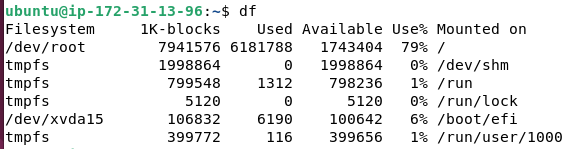 ubuntu@ip-172-31-13-96:~$ df
Filesystem     1K-blocks    Used Available Use% Mounted on
/dev/root        7941576 6181788   1743404  79% /
tmpfs            1998864       0   1998864   0% /dev/shm
tmpfs             799548    1312    798236   1% /run
tmpfs               5120       0      5120   0% /run/lock
/dev/xvda15       106832    6190    100642   6% /boot/efi
tmpfs             399772     116    399656   1% /run/user/1000